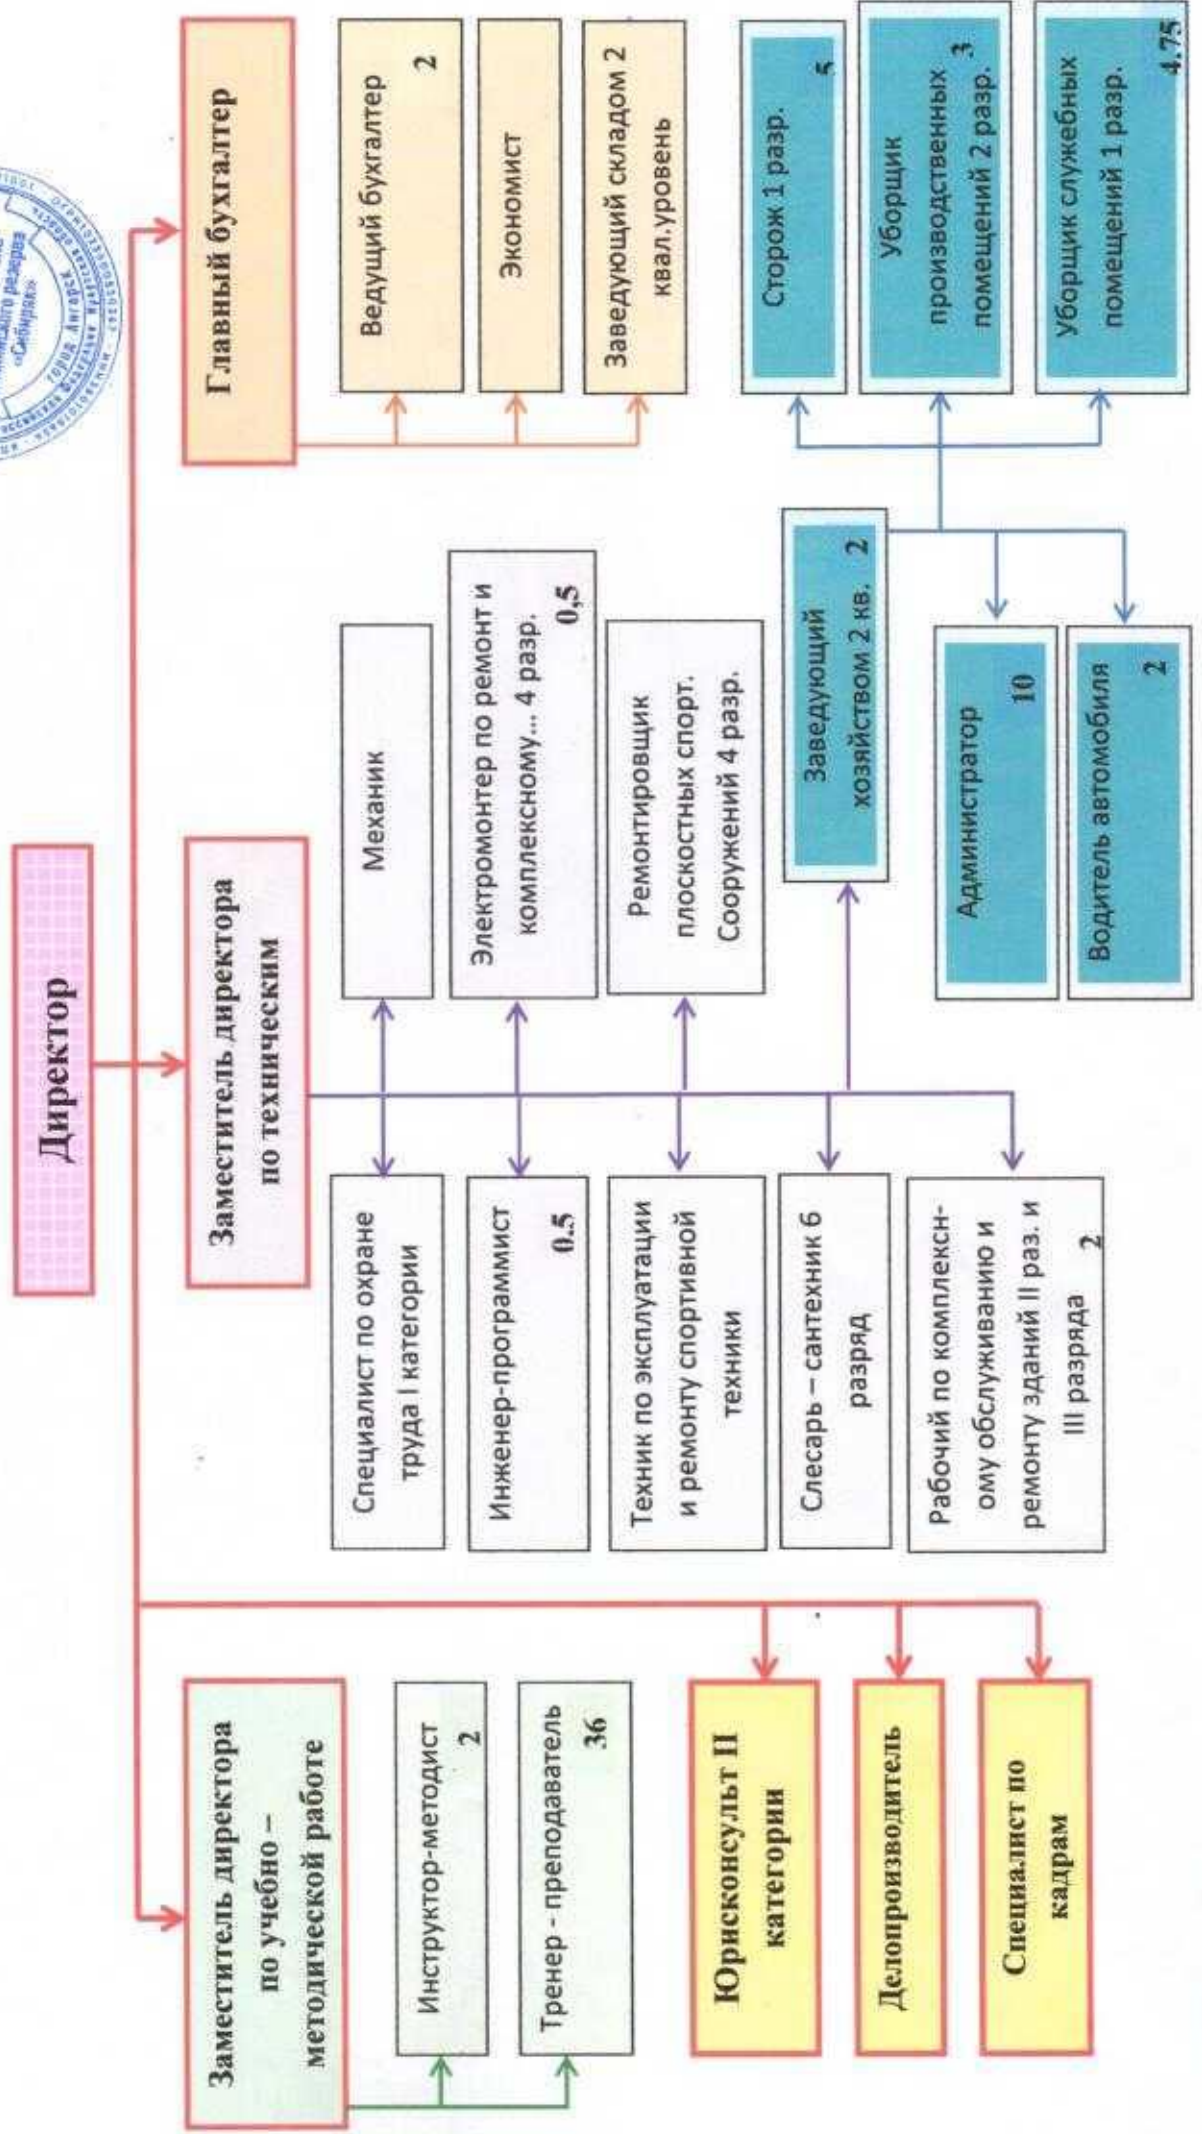 Директор
ского резерва
«Сибиряк»
город Ангарск
Заместитель директора
по учебно –
методической работе
Инструктор-методист
2
Тренер - преподаватель
36
Юрисконсульт II
категории
Делопроизводитель
Специалист по
кадрам
Заместитель директора
по техническим
Специалист по охране
труда I категории
Инженер-программист
0.5
Техник по эксплуатации
и ремонту спортивной
техники
Слесарь – сантехник 6
разряд
Рабочий по комплексн-
ому обслуживанию и
ремонту зданий II раз. и
III разряда 2
Механик
Электромонтер по ремонт и
комплексному... 4 разр.
0,5
Ремонтировщик
плоскостных спорт.
Сооружений 4 разр.
Заведующий
хозяйством 2 кв. 2
Администратор
10
Водитель автомобиля
2
Главный бухгалтер
Ведущий бухгалтер
2
Экономист
Заведующий складом 2
квал.уровень
Сторож 1 разр.
5
Уборщик
производственных 3
помещений 2 разр.
Уборщик служебных
помещений 1 разр.
4.75